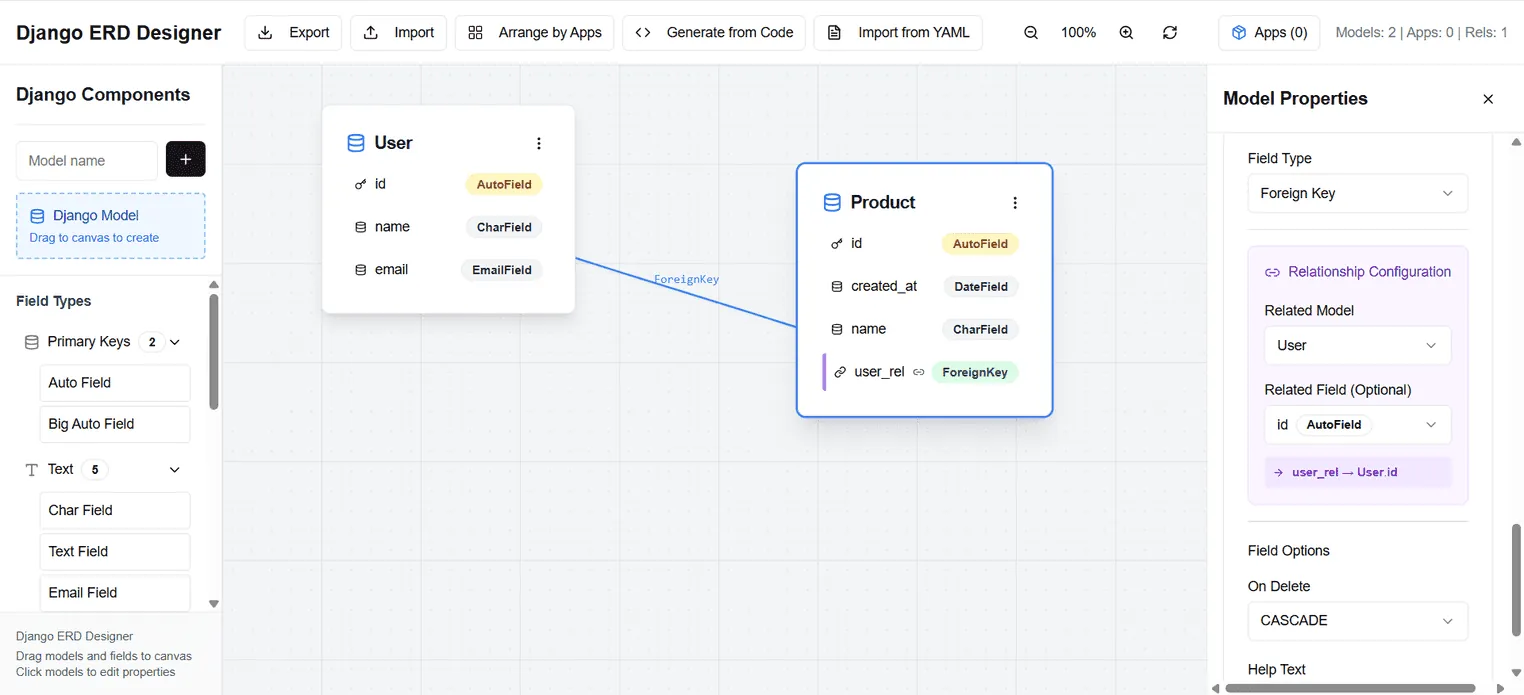 Django ERD Designer
Export
Import
Arrange by Apps
Generate from Code
Import from YAML
100%
Apps (0)
Models: 2 | Apps: 0 | Rels: 1
Django Components
Model name
+
Django Model
Drag to canvas to create
Field Types
Primary Keys 2
Auto Field
Big Auto Field
Text 5
Char Field
Text Field
Email Field
Django ERD Designer
Drag models and fields to canvas
Click models to edit properties
User
id AutoField
name CharField
email EmailField
ForeignKey
Product
id AutoField
created_at DateField
name CharField
user_rel ForeignKey
Model Properties
Field Type
Foreign Key
Relationship Configuration
Related Model
User
Related Field (Optional)
id AutoField
→ user_rel → User.id
Field Options
On Delete
CASCADE
Help Text